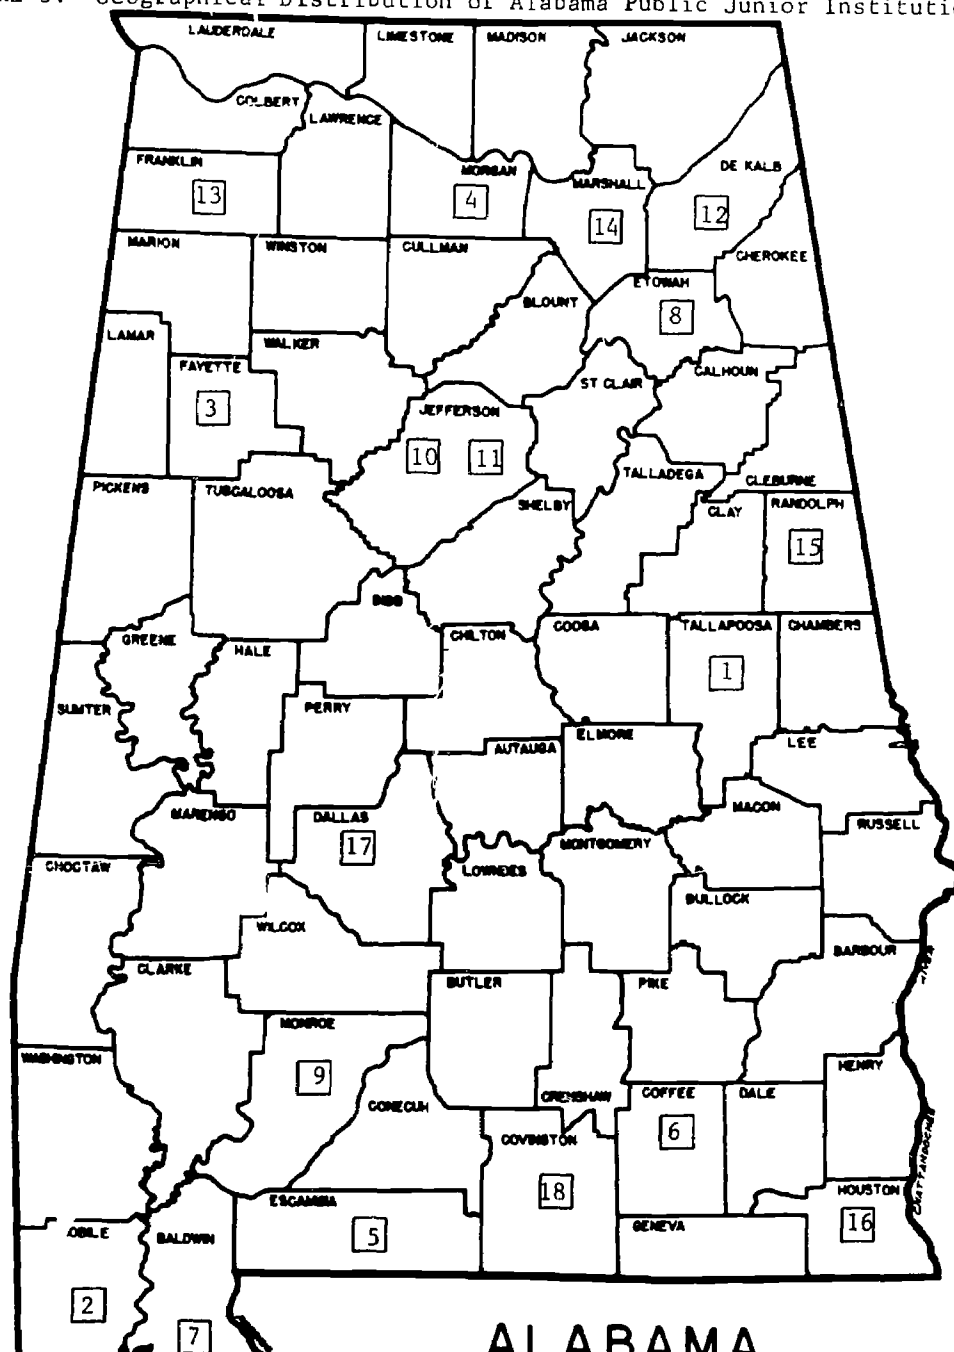 Geographical Distribution of Alabama Public Junior
LAUDERDALE
LIMESTONE
MADISON
JACKSON
COLBERT
LAWRENCE
FRANKLIN
13
MORGAN
4
MARSHALL
14
DE KALB
12
MARION
WINSTON
CULLMAN
CHEROKEE
BLOUNT
ETOWAH
8
LAMAR
WALKER
FAYETTE
3
ST CLAIR
CALHOUN
JEFFERSON
10
11
TALLADEGA
CLEBURNE
PICKENS
TUSCALOOSA
SHELBY
CLAY
RANDOLPH
15
BIBB
GREENE
HALE
CHILTON
COOSA
TALLAPOOSA
CHAMBERS
1
SUMTER
PERRY
AUTAUGA
ELMORE
LEE
MARENGO
DALLAS
17
MACON
RUSSELL
MONTGOMERY
CHOCTAW
LOWNDES
BULLOCK
WILCOX
BARBOUR
CLARKE
BUTLER
PIKE
MONROE
9
WASHINGTON
HENRY
CONECUH
CRENSHAW
COFFEE
6
DALE
COVINGTON
18
CHATTAHOOCHEE
RIVER
HOUSTON
16
ESCAMBIA
5
GENEVA
OBILE
2
BALDWIN
7
ALABAMA